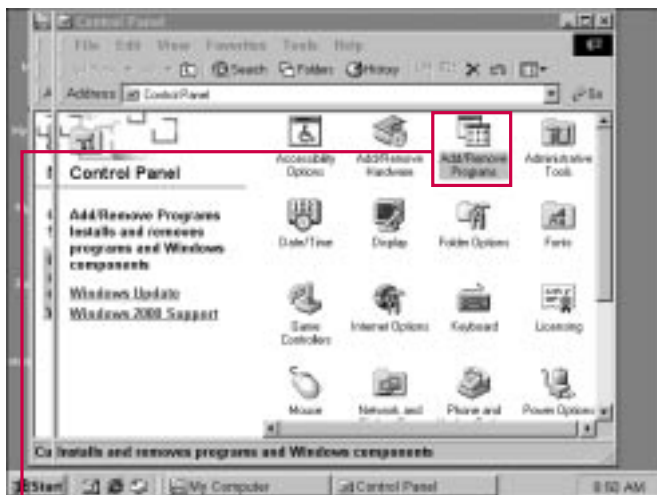 Control Panel
File Edit View Favorites Tools Help
Search Folders History
Address Control Panel Go
Control Panel
Add/Remove Programs
Installs and removes
programs and Windows
components
Windows Update
Windows 2000 Support
Accessibility
Options
Add/Remove
Hardware
Add/Remove
Programs
Administrative
Tools
Date/Time
Display
Folder Options
Fonts
Game
Controllers
Internet Options
Keyboard
Licensing
Mouse
Network and
Phone and
Power Options
Installs and removes programs and Windows components
Start My Computer Control Panel